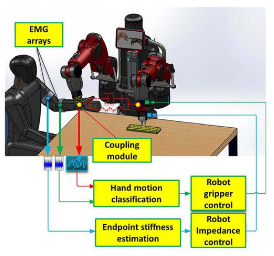 EMG
arrays
Coupling
module
Hand motion
classification
Robot
gripper
control
Endpoint stiffness
estimation
Robot
Impedance
control